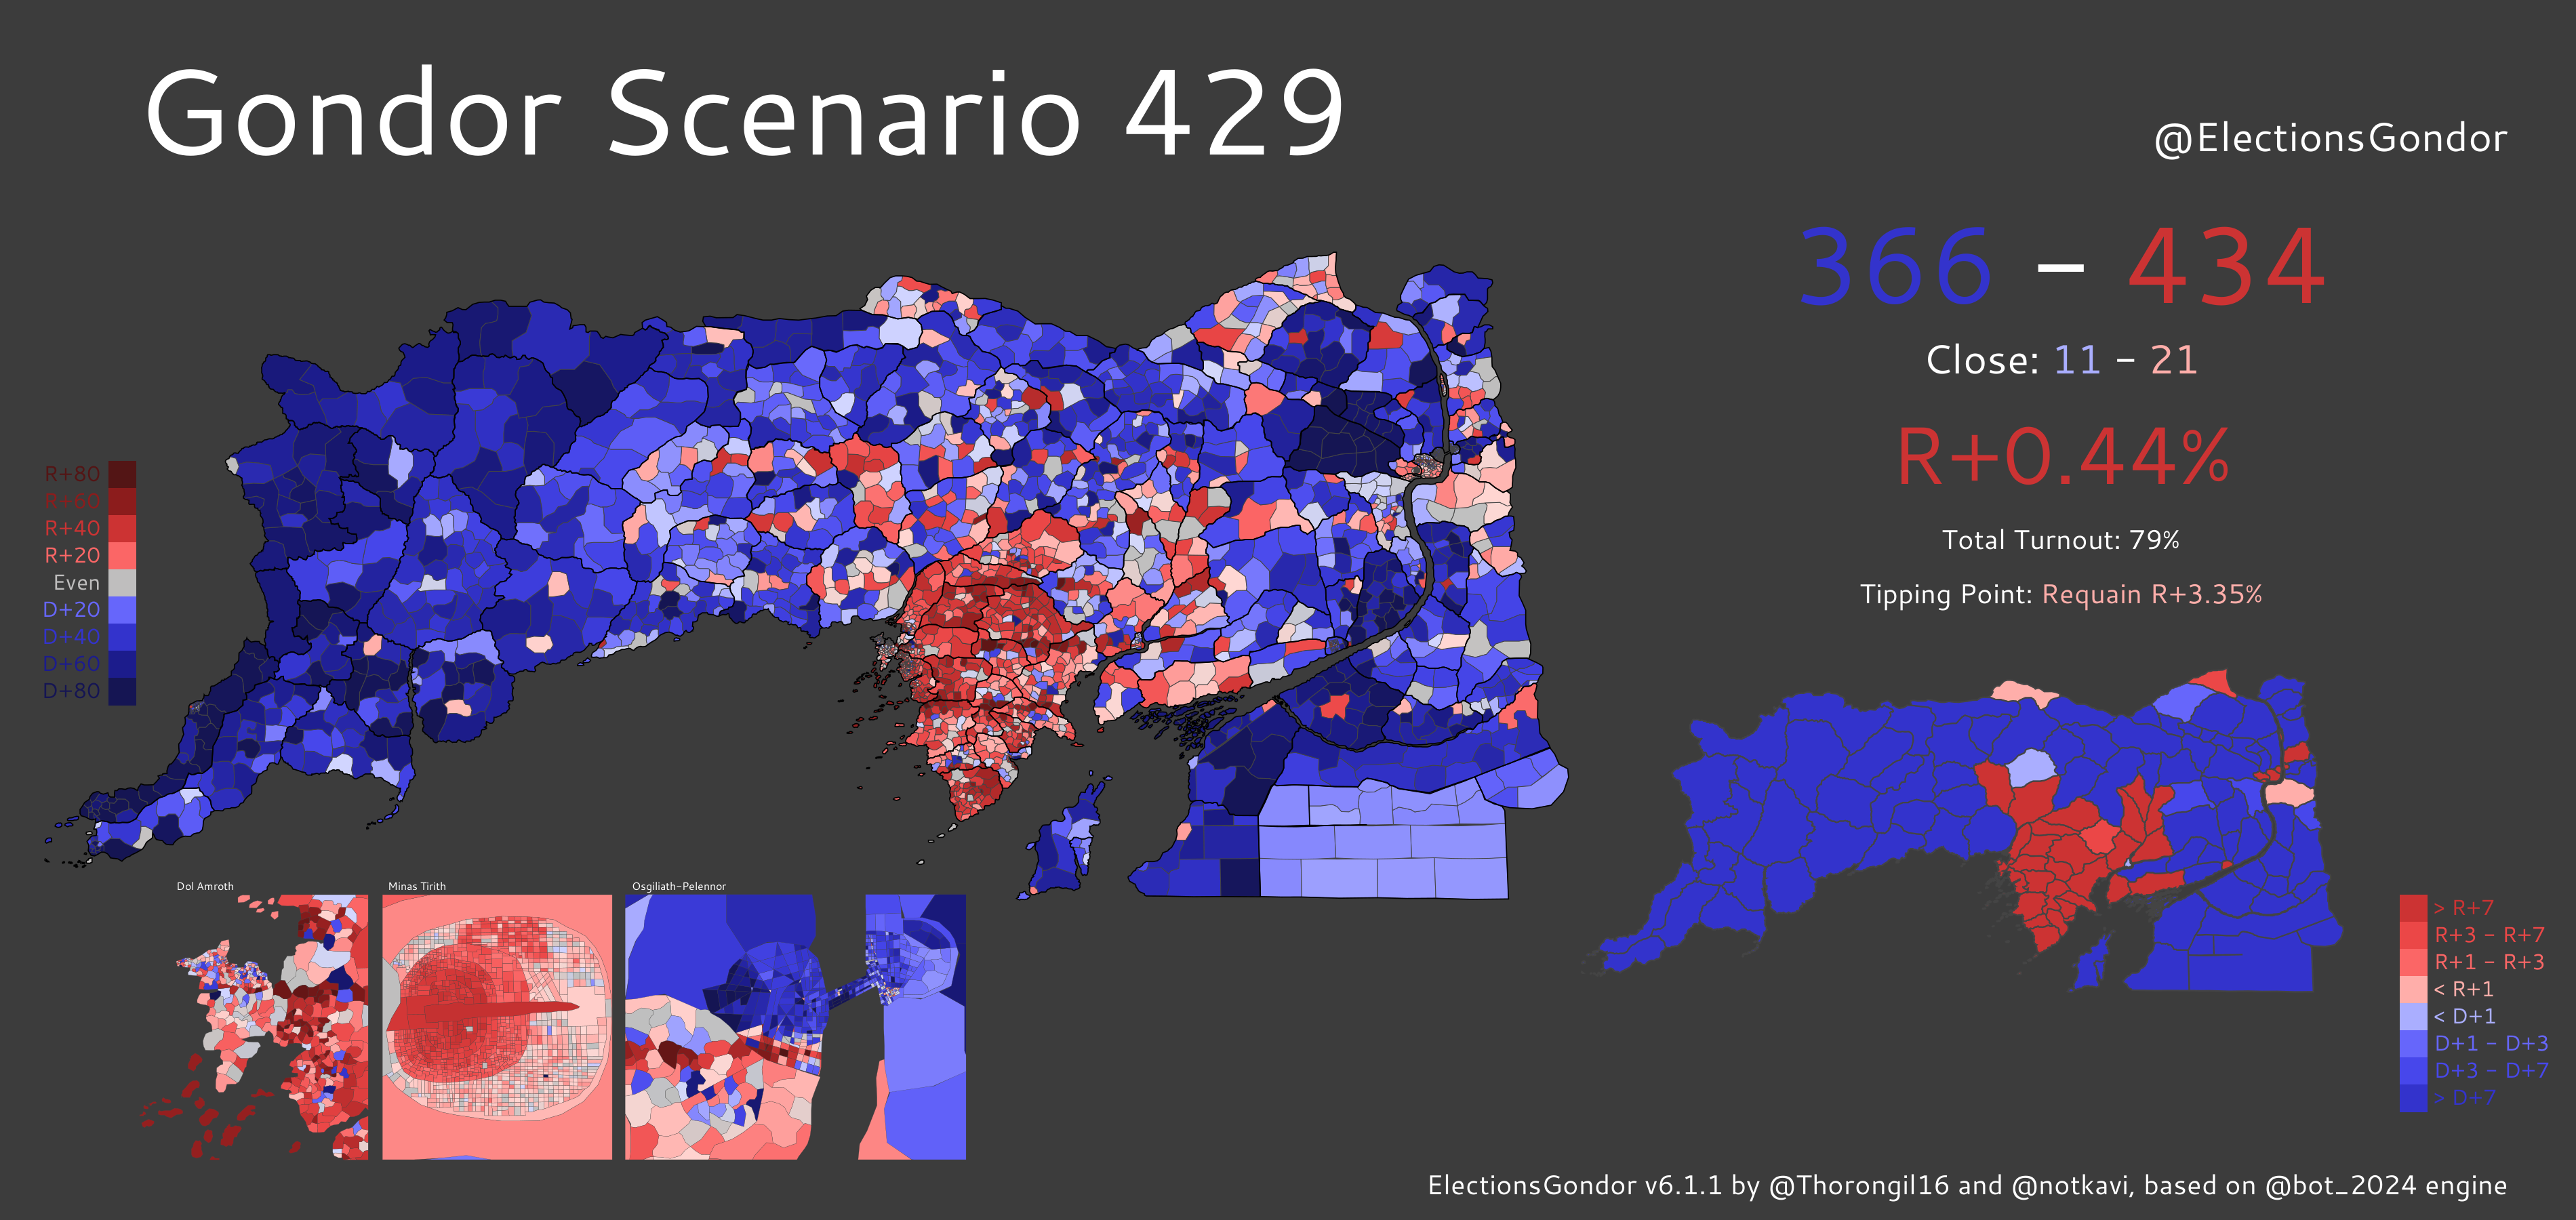 Gondor Scenario 429
@ElectionsGondor
366 – 434
Close: 11 – 21
R+0.44%
Total Turnout: 79%
Tipping Point: Requain R+3.35%
R+80
R+60
R+40
R+20
Even
D+20
D+40
D+60
D+80
Dol Amroth
Minas Tirith
Osgiliath-Pelennor
> R+7
R+3 - R+7
R+1 - R+3
< R+1
< D+1
D+1 - D+3
D+3 - D+7
> D+7
ElectionsGondor v6.1.1 by @Thorongil16 and @notkavi, based on @bot_2024 engine